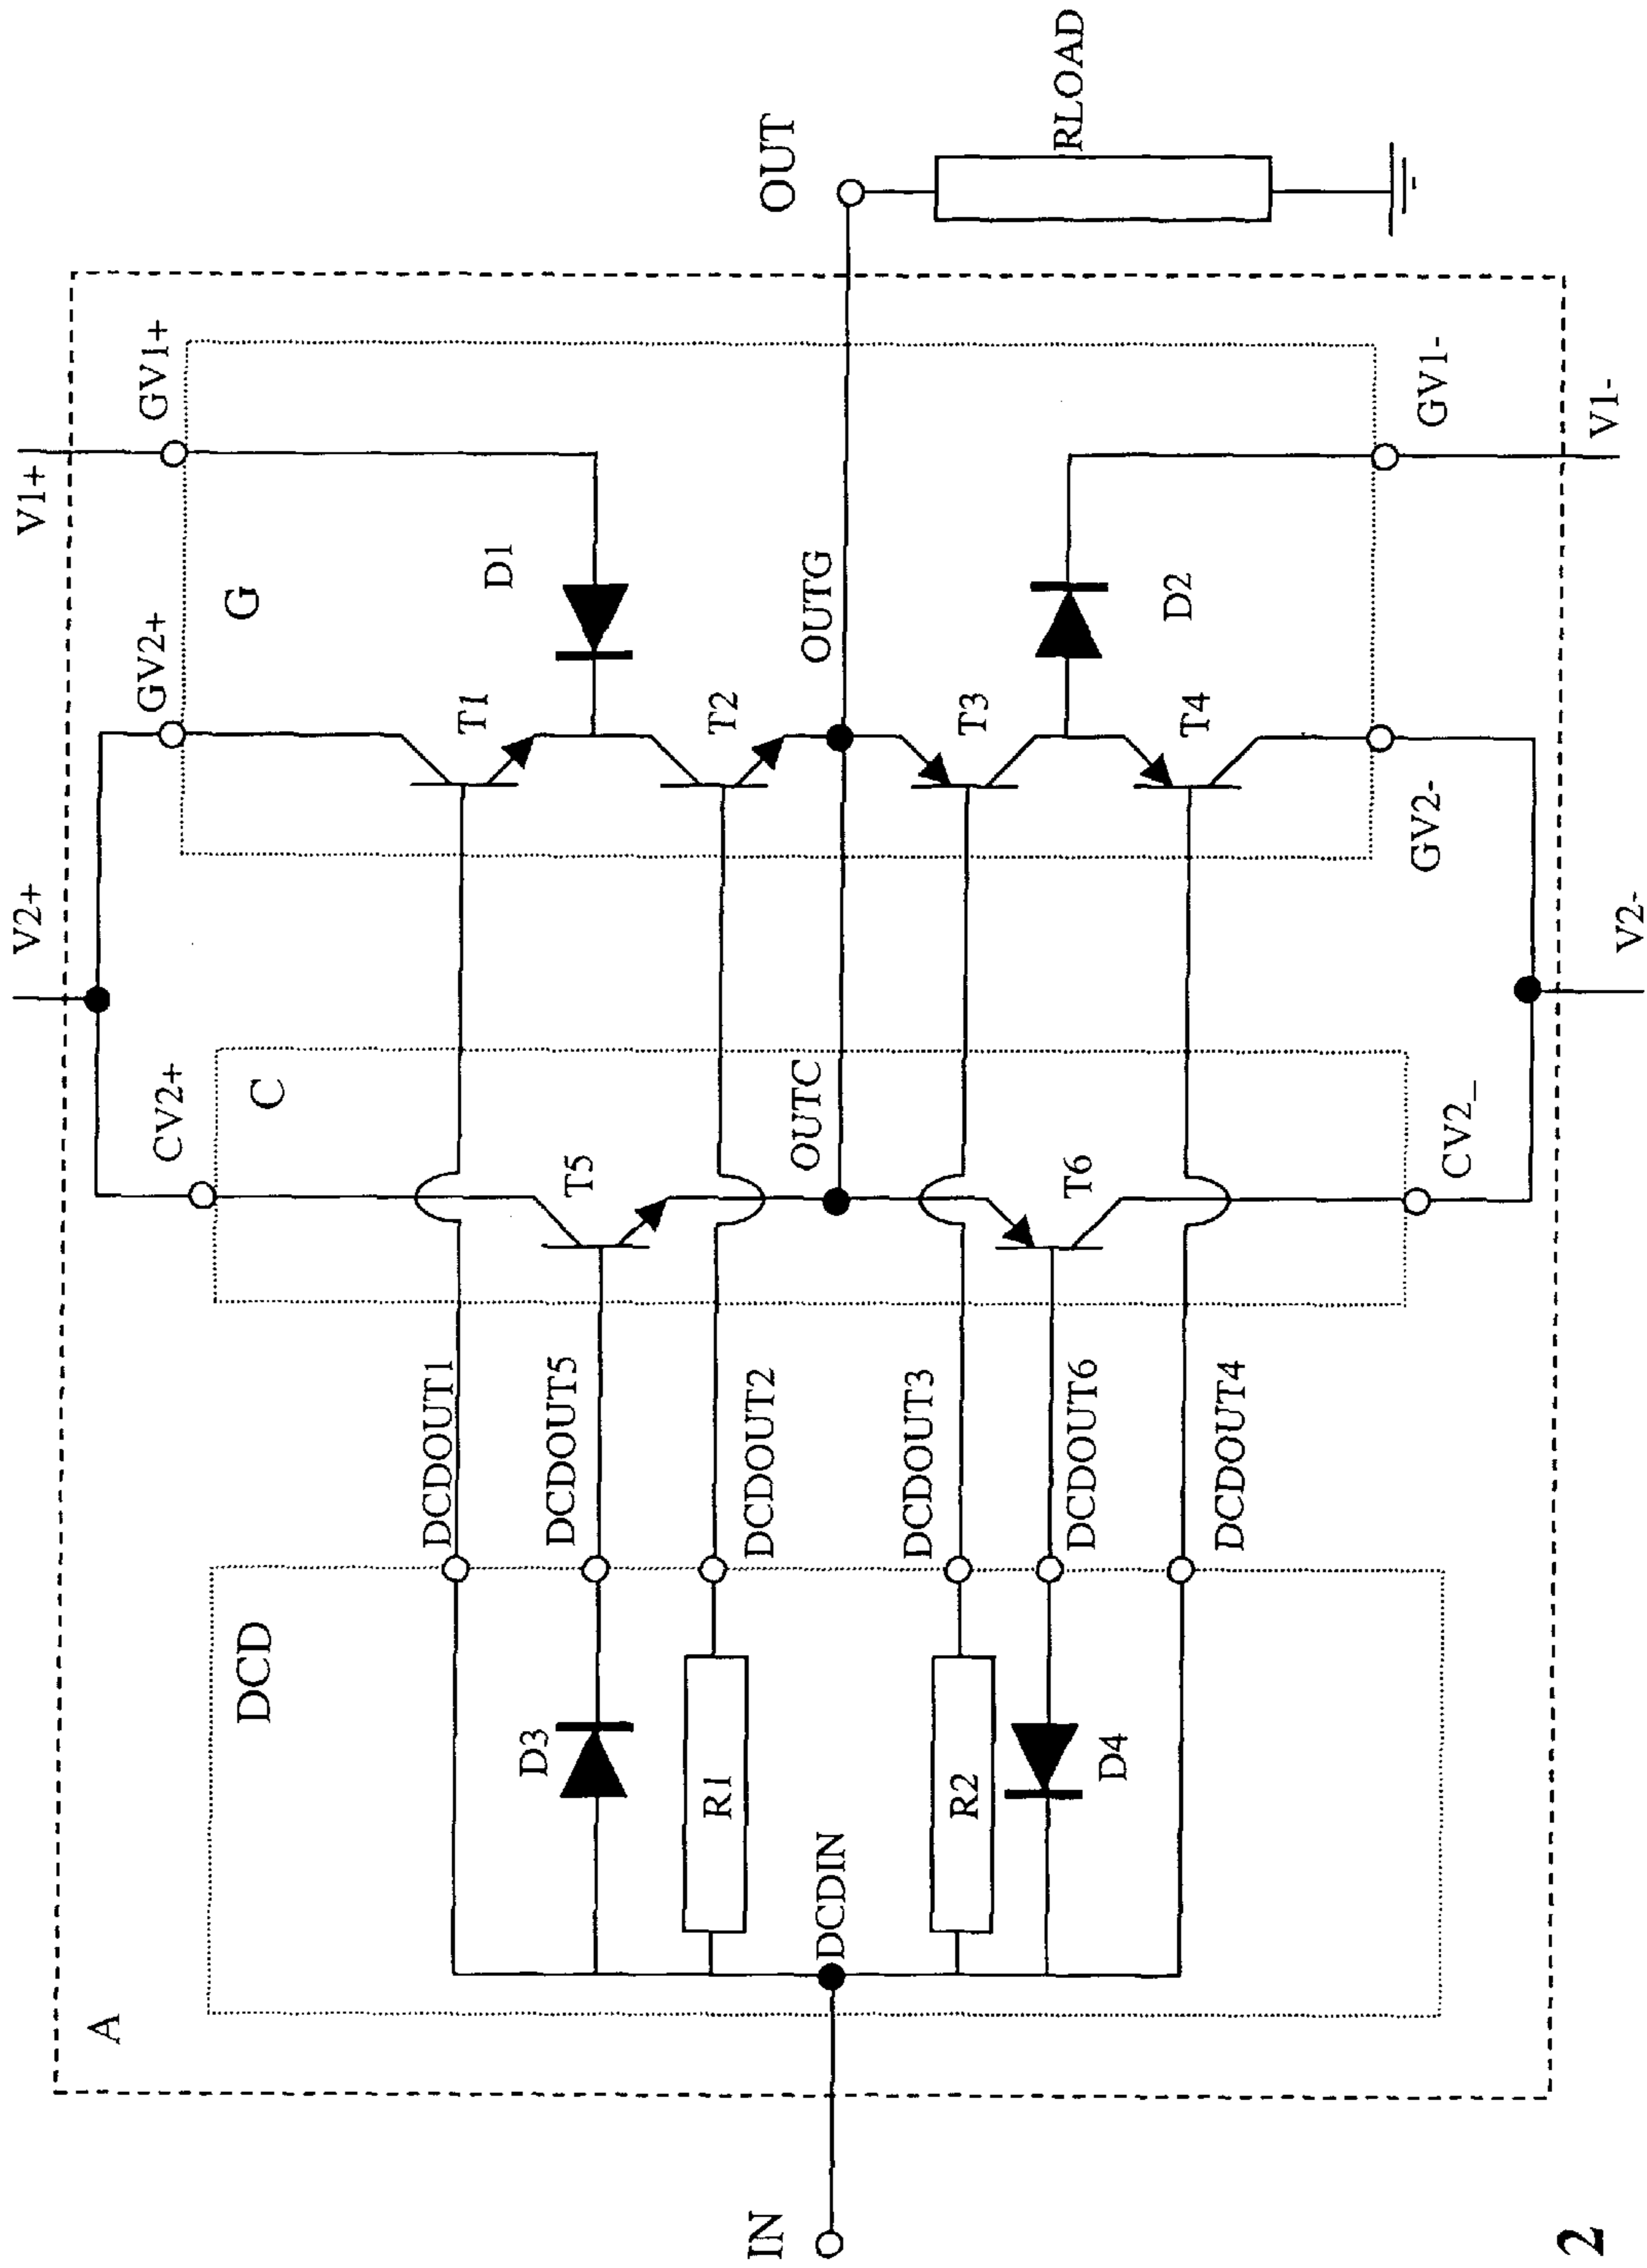 V1+
V2+
GV1+
GV2+
CV2+
G
C
DCD
A
D1
T1
T5
DCDOUT1
D3
DCDOUT5
T2
R1
DCDOUT2
OUT
OUTG
OUTC
DCDIN
IN
RLOAD
T3
DCDOUT3
R2
T6
DCDOUT6
D4
D2
T4
DCDOUT4
GV1-
GV2-
CV2_
V1-
V2-
2